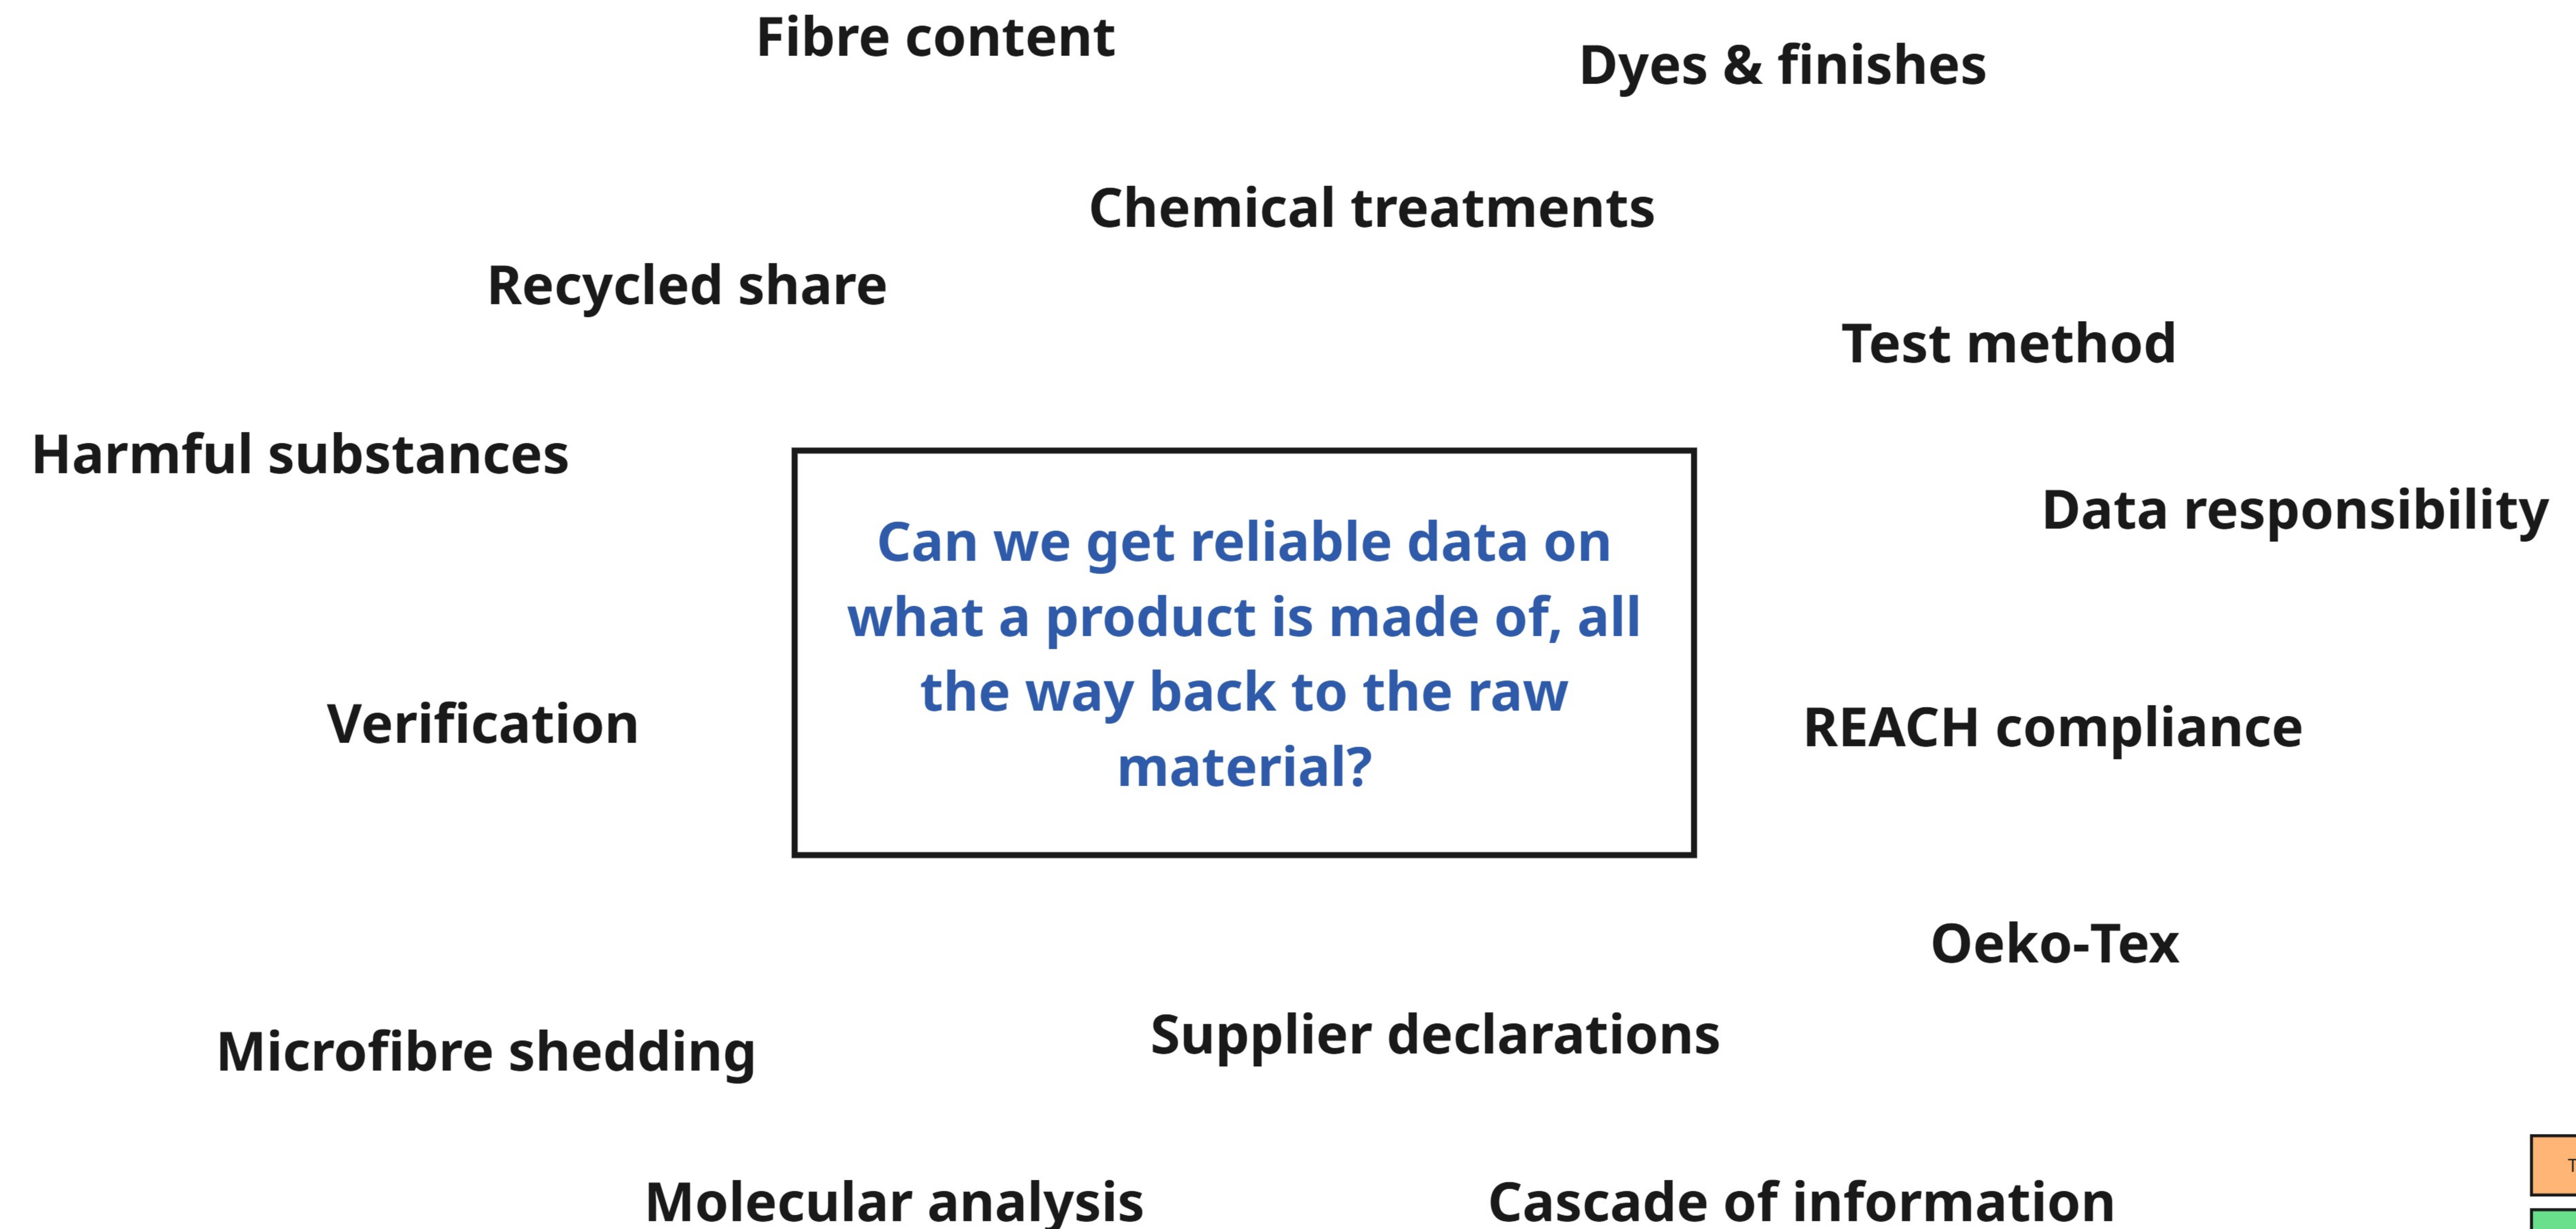 Fibre content
Dyes & finishes
Chemical treatments
Recycled share
Test method
Harmful substances
Data responsibility
Can we get reliable data on
what a product is made of, all
the way back to the raw
material?
Verification
REACH compliance
Oeko-Tex
Supplier declarations
Microfibre shedding
Molecular analysis
Cascade of information